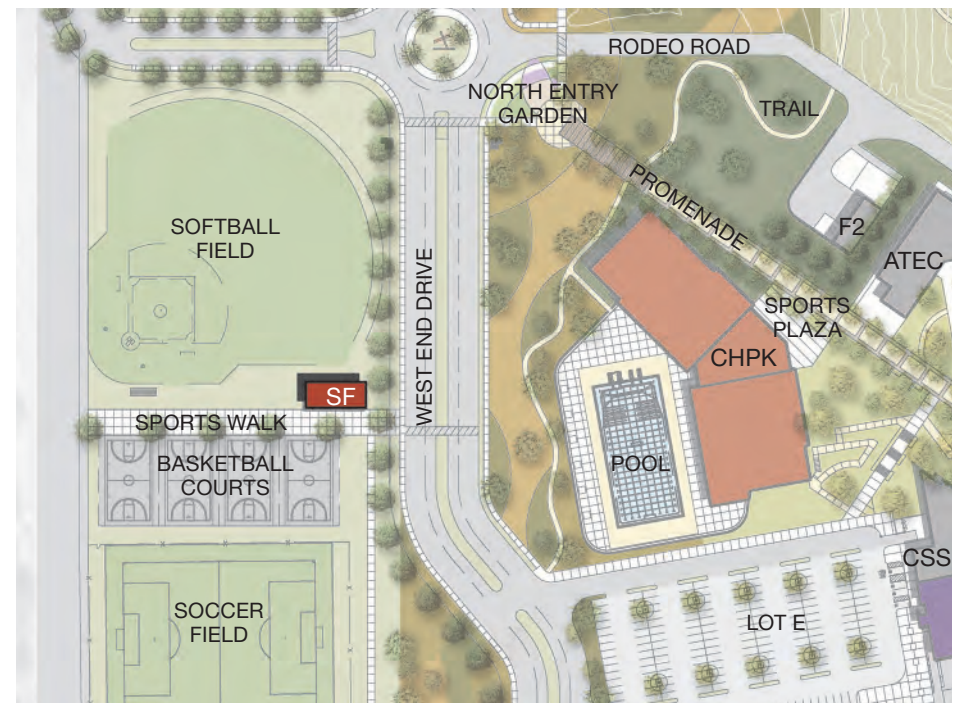 RODEO ROAD
NORTH ENTRY
GARDEN
TRAIL
PROMENADE
SOFTBALL
FIELD
F2
ATEC
WEST END DRIVE
SPORTS
PLAZA
CHPK
SF
SPORTS WALK
BASKETBALL
COURTS
POOL
CSS
SOCCER
FIELD
LOT E